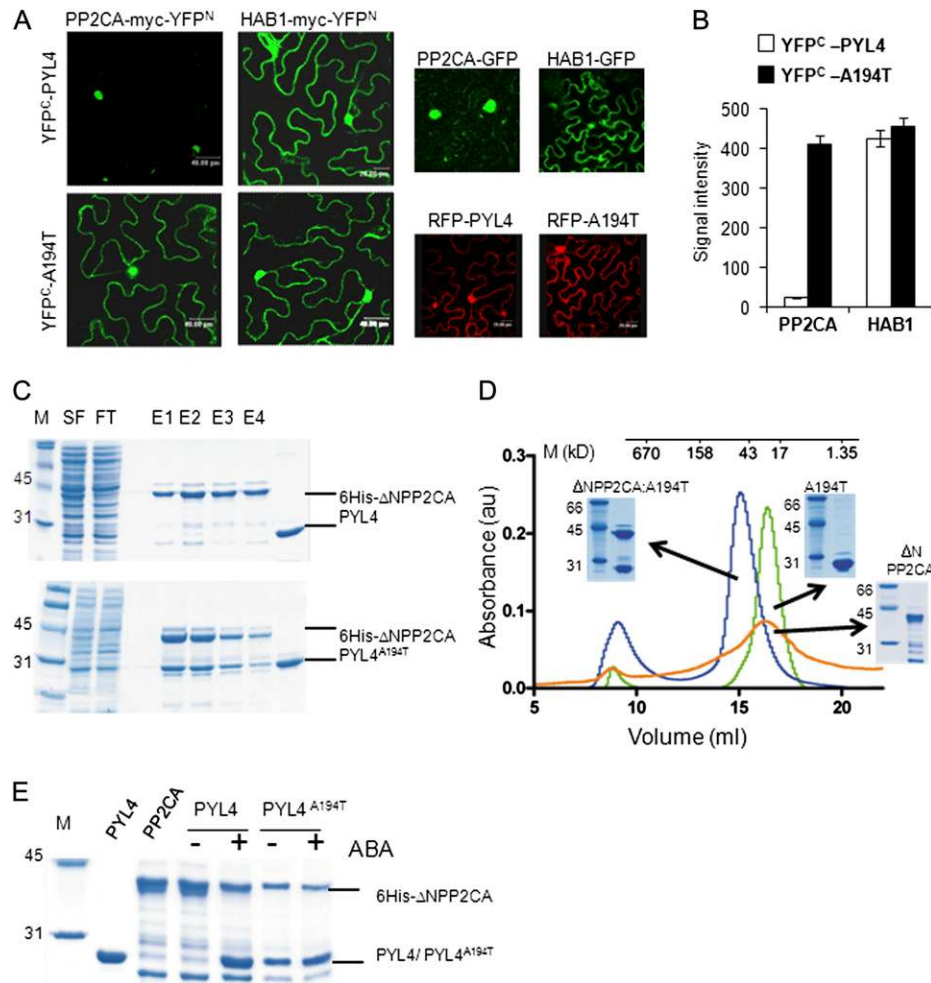 A
PP2CA-myc-YFPᴺ HAB1-myc-YFPᴺ
YFPᶜ-PYL4
YFPᶜ-A194T
PP2CA-GFP HAB1-GFP
RFP-PYL4 RFP-A194T
B
YFPᶜ –PYL4
YFPᶜ –A194T
Signal intensity
500
400
300
200
100
0
PP2CA HAB1
C
M SF FT E1 E2 E3 E4
45
31
6His-ΔNPP2CA
PYL4
45
31
6His-ΔNPP2CA
PYL4ᴬ¹⁹⁴ᵀ
D
M (kD) 670 158 43 17 1.35
Absorbance (au)
0.3
0.2
0.1
0.0
ΔNPP2CA:A194T
66
45
31
A194T
66
45
31
ΔN
PP2CA
66
45
31
5 10 15 20
Volume (ml)
E
M PYL4 PP2CA PYL4 PYL4 ᴬ¹⁹⁴ᵀ
- + - + ABA
45
31
6His-ΔNPP2CA
PYL4/ PYL4ᴬ¹⁹⁴ᵀ